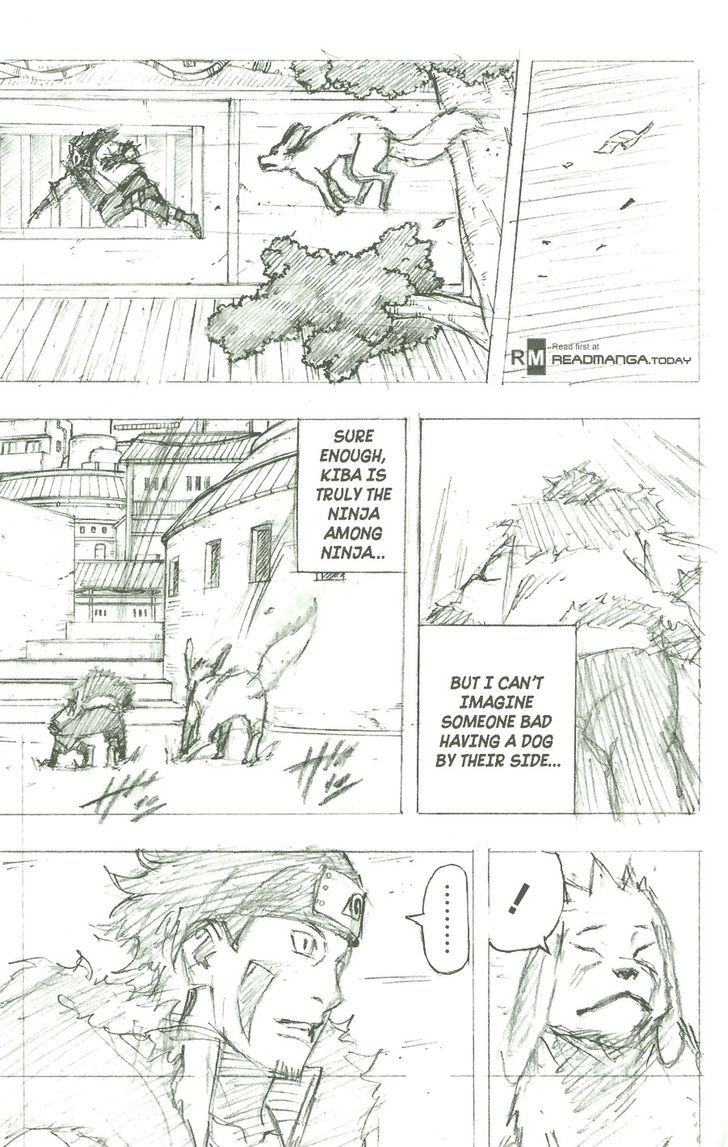 Read first at
RM READMANGA.TODAY
BUT I CAN'T
IMAGINE
SOMEONE BAD
HAVING A DOG
BY THEIR SIDE...
SURE
ENOUGH,
KIBA IS
TRULY THE
NINJA
AMONG
NINJA...
!
.........